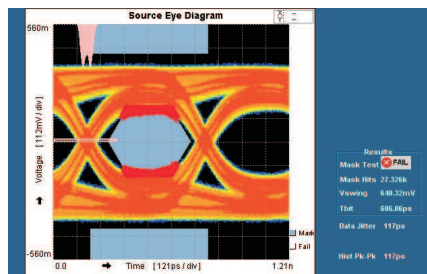 Source Eye Diagram
X: --
Y: --
560m
Voltage [112mV / div]
-560m
0.0
Time [121ps / div]
1.21n
Mask
Fail
Results
Mask Test FAIL
Mask Hits 27.326k
Vswing 640.32mV
Tbit 606.06ps
Data Jitter 117ps
Hist Pk-Pk 117ps